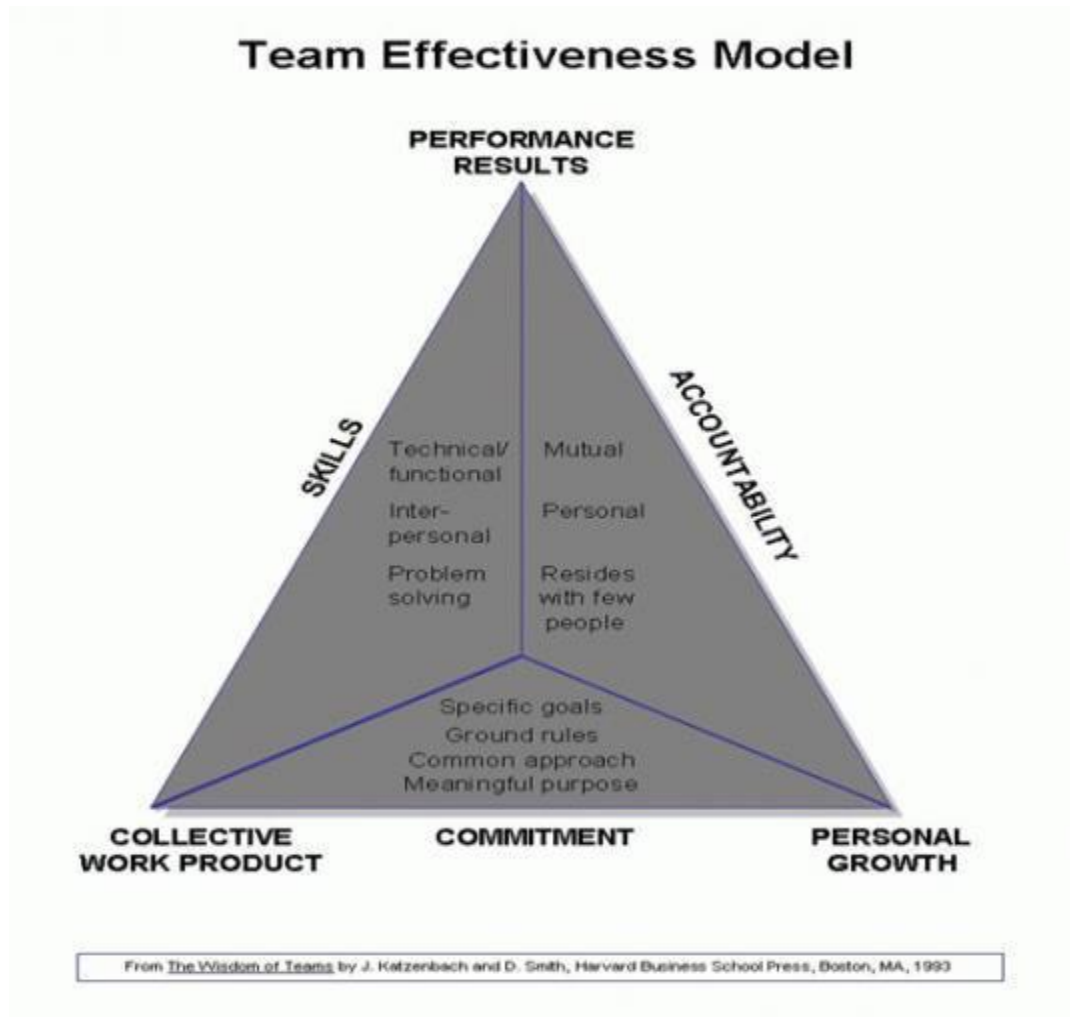 Team Effectiveness Model
PERFORMANCE
RESULTS
SKILLS
ACCOUNTABILITY
Technical/
functional
Inter-
personal
Problem
solving
Mutual
Personal
Resides
with few
people
Specific goals
Ground rules
Common approach
Meaningful purpose
COLLECTIVE
WORK PRODUCT
COMMITMENT
PERSONAL
GROWTH
From The Wisdom of Teams by J. Katzenbach and D. Smith, Harvard Business School Press, Boston, MA, 1993